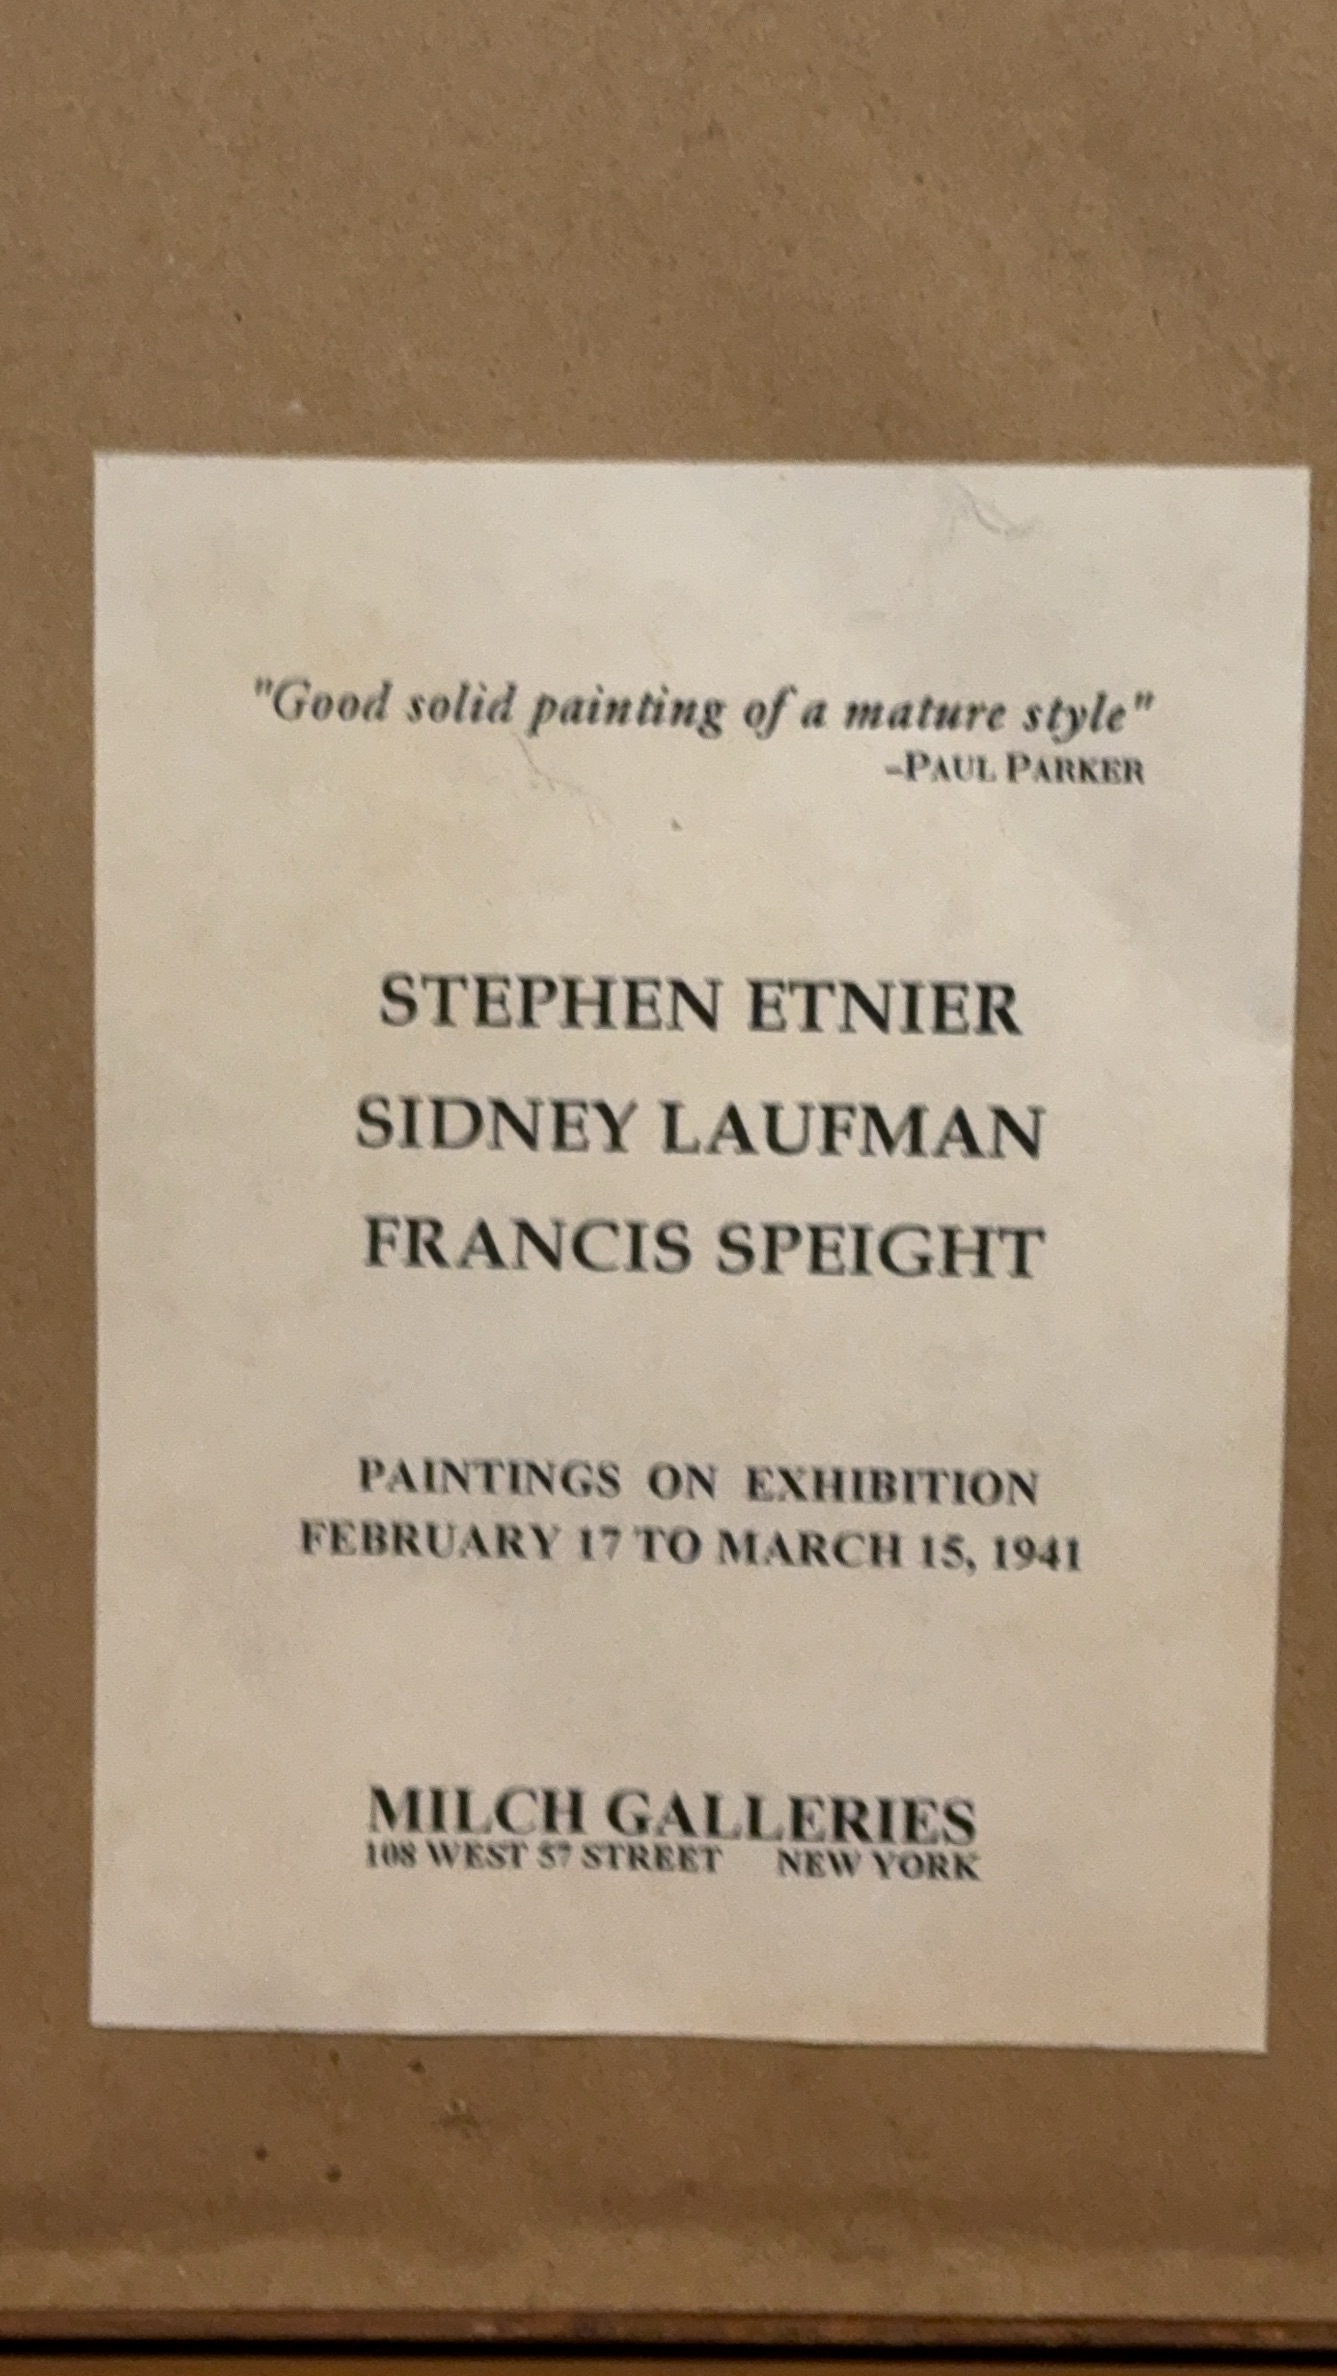 "Good solid painting of a mature style"
–PAUL PARKER
STEPHEN ETNIER
SIDNEY LAUFMAN
FRANCIS SPEIGHT
PAINTINGS ON EXHIBITION
FEBRUARY 17 TO MARCH 15, 1941
MILCH GALLERIES
108 WEST 57 STREET NEW YORK